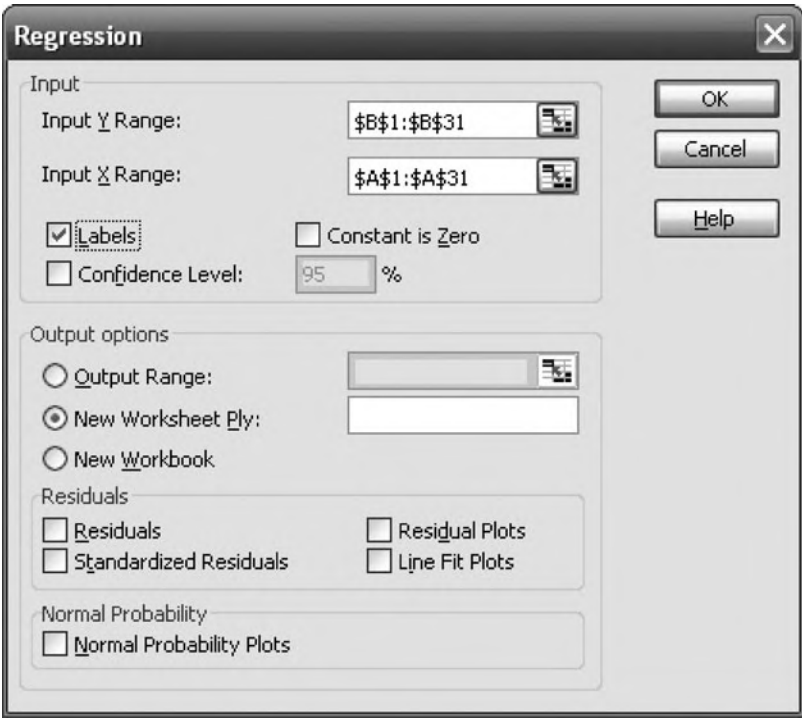 Regression
Input
Input Y Range:
$B$1:$B$31
Input X Range:
$A$1:$A$31
Labels
Constant is Zero
Confidence Level:
95 %
OK
Cancel
Help
Output options
Output Range:
New Worksheet Ply:
New Workbook
Residuals
Residuals
Residual Plots
Standardized Residuals
Line Fit Plots
Normal Probability
Normal Probability Plots